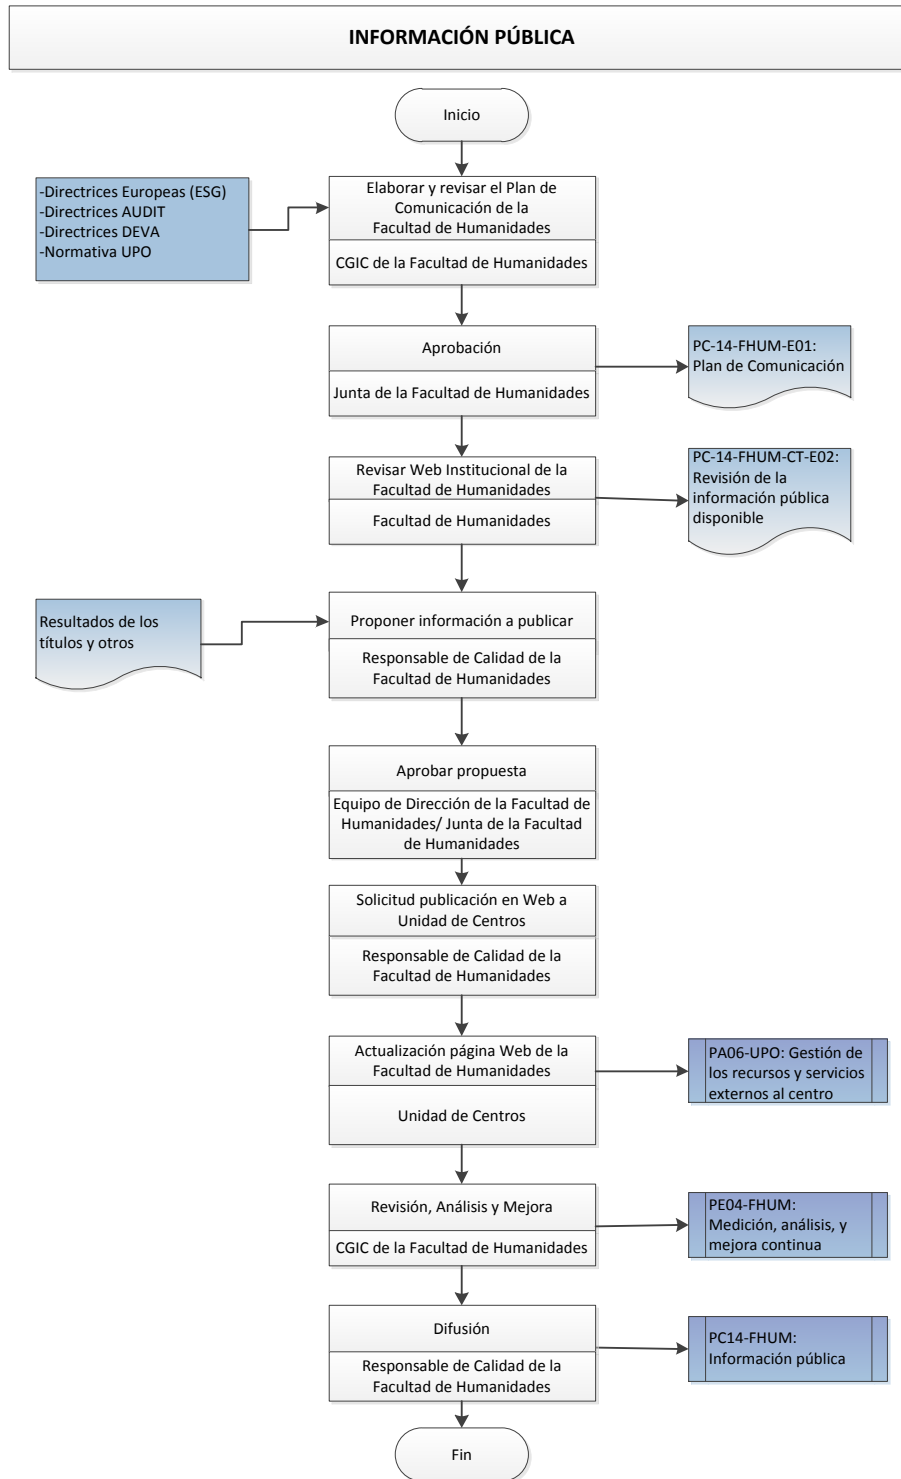 INFORMACIÓN PÚBLICA
Inicio
-Directrices Europeas (ESG)
-Directrices AUDIT
-Directrices DEVA
-Normativa UPO
Elaborar y revisar el Plan de
Comunicación de la
Facultad de Humanidades
CGIC de la Facultad de Humanidades
Aprobación
Junta de la Facultad de Humanidades
PC-14-FHUM-E01:
Plan de Comunicación
Revisar Web Institucional de la
Facultad de Humanidades
Facultad de Humanidades
PC-14-FHUM-CT-E02:
Revisión de la
información pública
disponible
Resultados de los
títulos y otros
Proponer información a publicar
Responsable de Calidad de la
Facultad de Humanidades
Aprobar propuesta
Equipo de Dirección de la Facultad de
Humanidades/ Junta de la Facultad
de Humanidades
Solicitud publicación en Web a
Unidad de Centros
Responsable de Calidad de la
Facultad de Humanidades
Actualización página Web de la
Facultad de Humanidades
Unidad de Centros
PA06-UPO: Gestión de
los recursos y servicios
externos al centro
Revisión, Análisis y Mejora
CGIC de la Facultad de Humanidades
PE04-FHUM:
Medición, análisis, y
mejora continua
Difusión
Responsable de Calidad de la
Facultad de Humanidades
PC14-FHUM:
Información pública
Fin